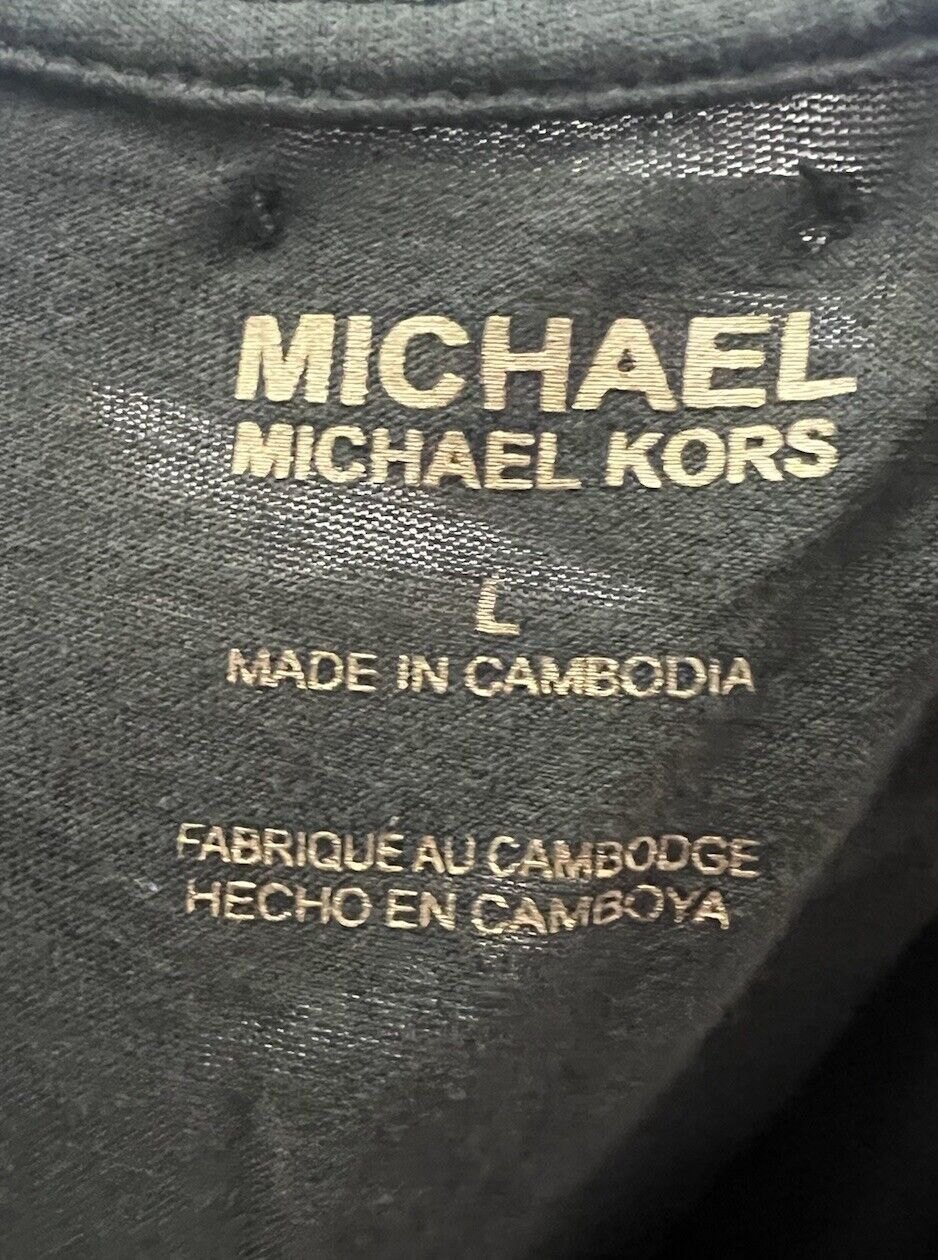 MICHAEL
MICHAEL KORS
L
MADE IN CAMBODIA
FABRIQUÉ AU CAMBODGE
HECHO EN CAMBOYA